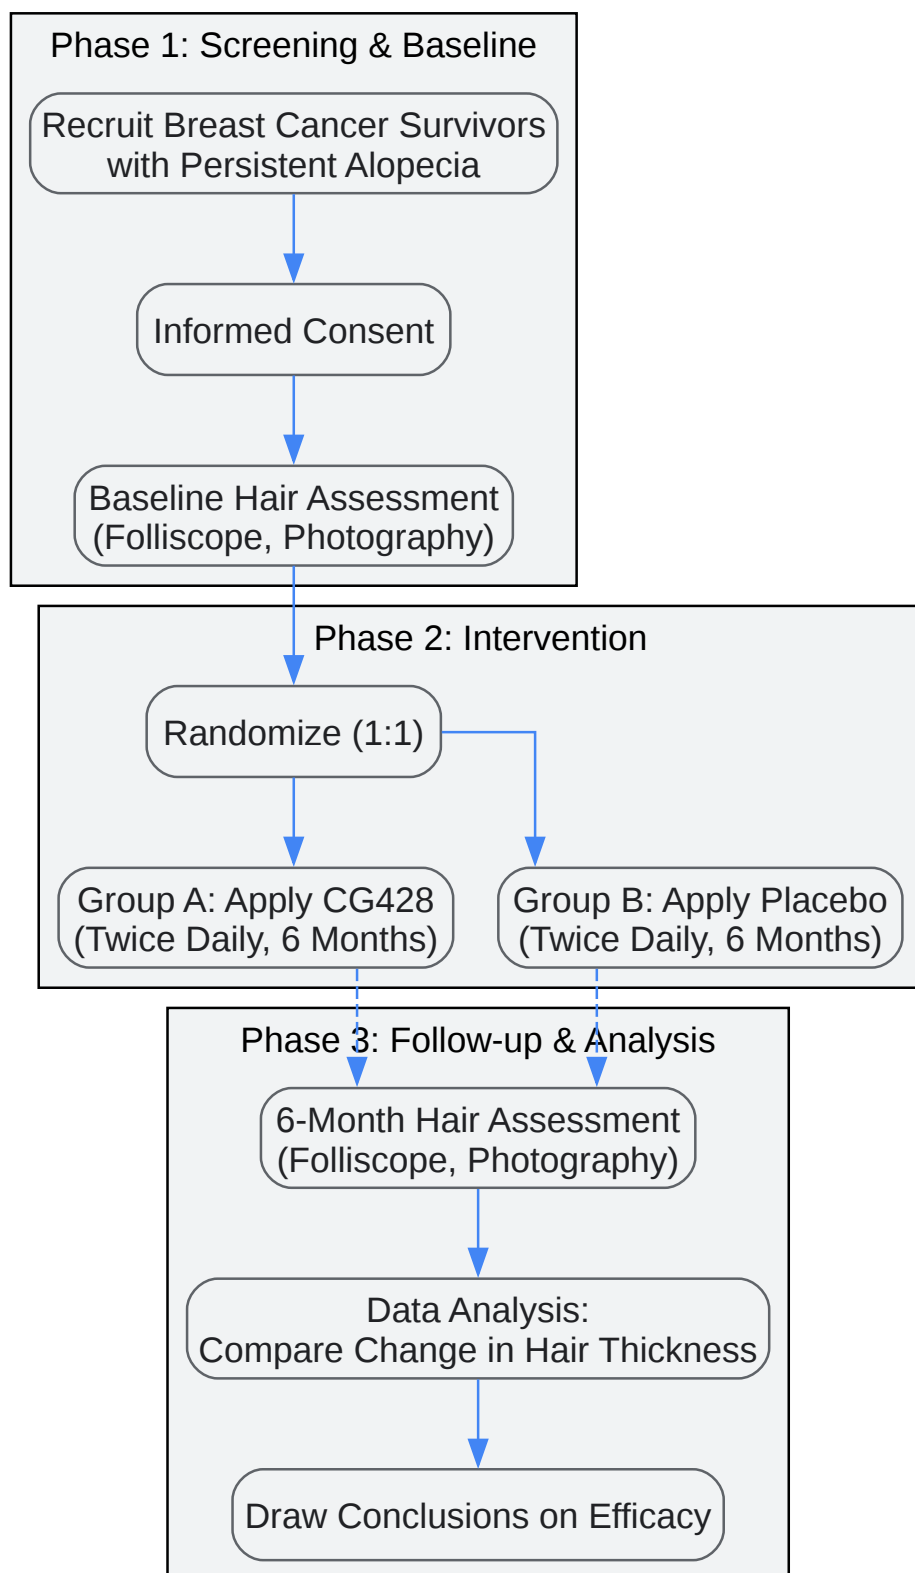 Phase 1: Screening & Baseline
Recruit Breast Cancer Survivors
with Persistent Alopecia
Informed Consent
Baseline Hair Assessment
(Folliscope, Photography)
Phase 2: Intervention
Randomize (1:1)
Group A: Apply CG428
(Twice Daily, 6 Months)
Group B: Apply Placebo
(Twice Daily, 6 Months)
Phase 3: Follow-up & Analysis
6-Month Hair Assessment
(Folliscope, Photography)
Data Analysis:
Compare Change in Hair Thickness
Draw Conclusions on Efficacy